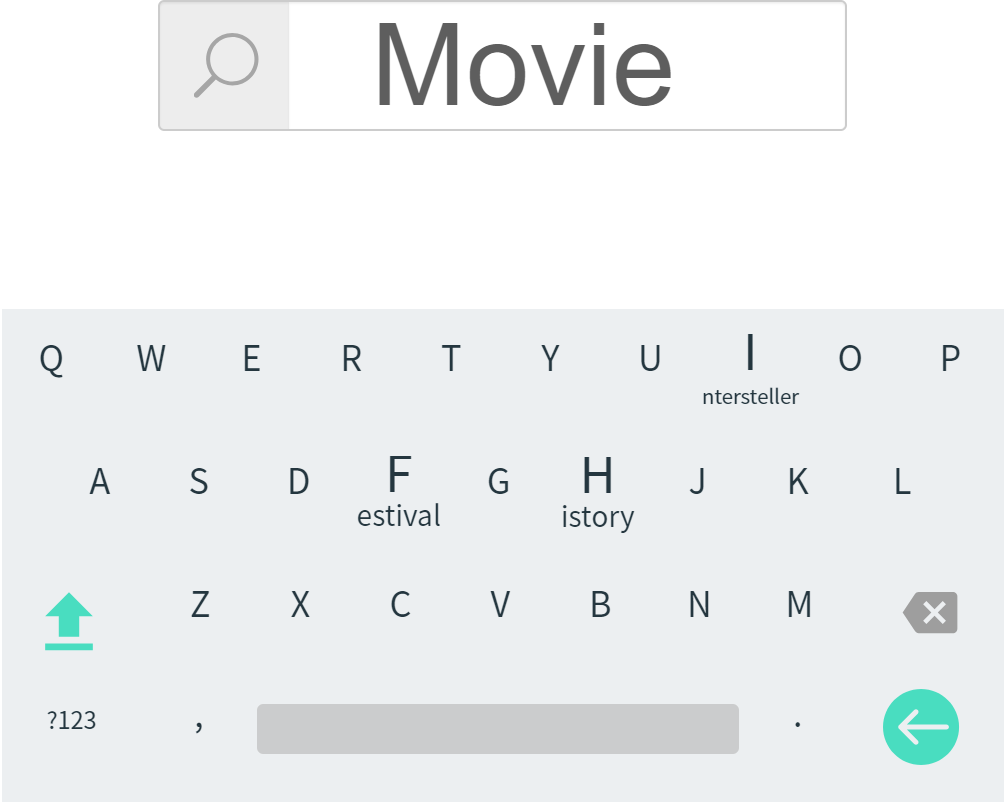 Movie
Q W E R T Y U I O P
ntersteller
A S D F G H J K L
estival istory
Z X C V B N M
?123 , .